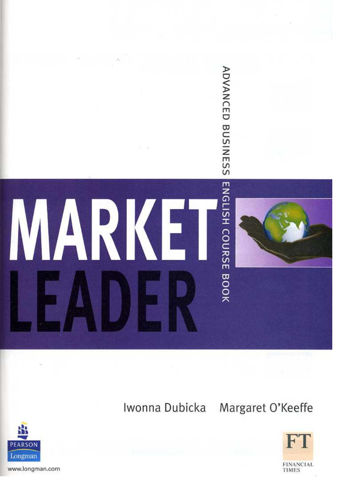 ADVANCED BUSINESS ENGLISH COURSE BOOK
MARKET
LEADER
Iwonna Dubicka Margaret O'Keeffe
PEARSON
Longman
www.longman.com
FT
FINANCIAL
TIMES